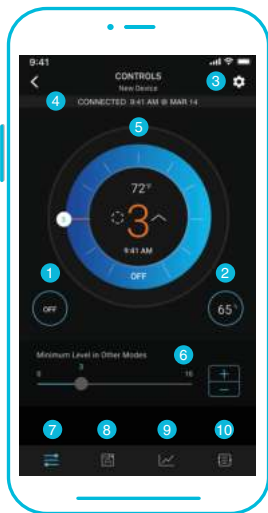 9:41
CONTROLS
New Device
3
4
CONNECTED 9:41 AM @ MAR 14
5
72°F
3
9:41 AM
OFF
1
2
OFF
65°
Minimum Level in Other Modes
6
3
0
10
+
−
7
8
9
10